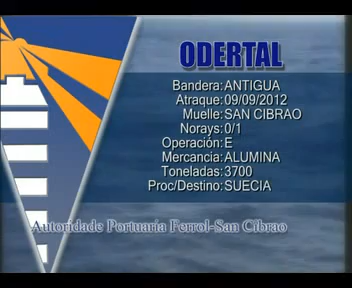 ODERTAL
Bandera: ANTIGUA
Atraque: 09/09/2012
Muelle: SAN CIBRAO
Norays: 0/1
Operación: E
Mercancia: ALUMINA
Toneladas: 3700
Proc/Destino: SUECIA
Autoridade Portuaria Ferrol-San Cibrao